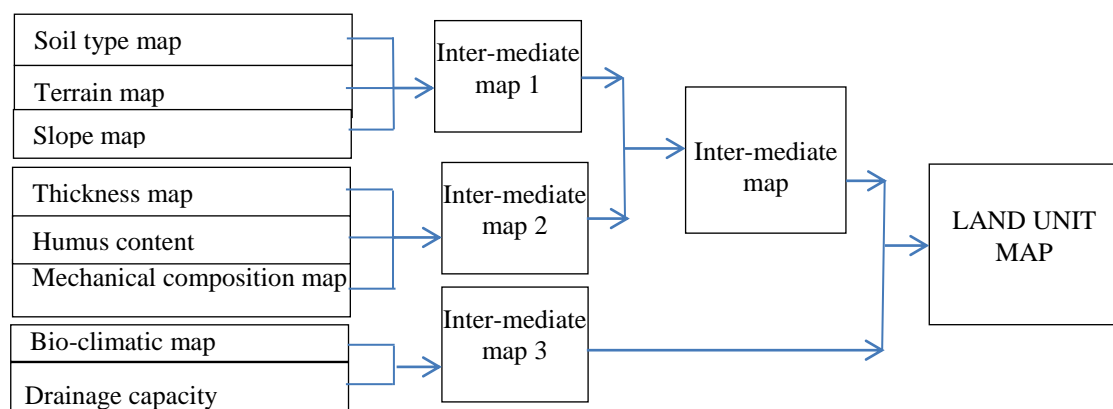 Soil type map
Terrain map
Slope map
Thickness map
Humus content
Mechanical composition map
Bio-climatic map
Drainage capacity
Inter-mediate
map 1
Inter-mediate
map 2
Inter-mediate
map 3
Inter-mediate
map
LAND UNIT
MAP